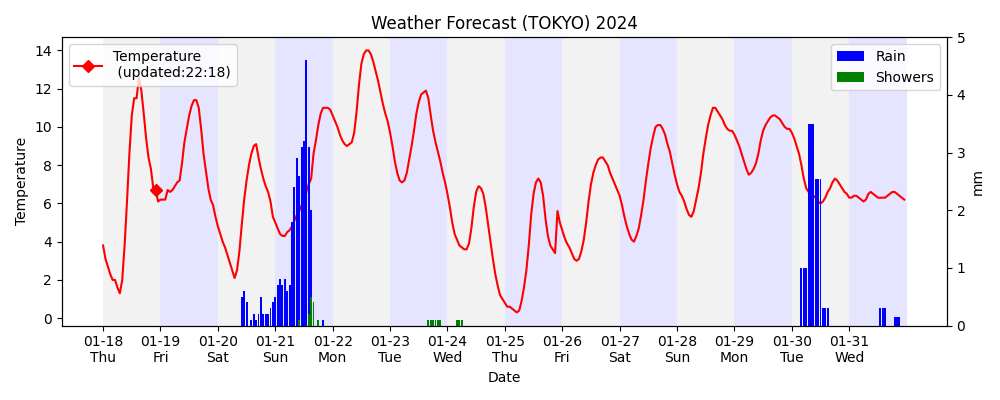 Weather Forecast (TOKYO) 2024
Temperature
(updated:22:18)
Rain
Showers
Temperature
14
12
10
8
6
4
2
0
5
4
3
2
1
0
mm
01-18 01-19 01-20 01-21 01-22 01-23 01-24 01-25 01-26 01-27 01-28 01-29 01-30 01-31
Thu Fri Sat Sun Mon Tue Wed Thu Fri Sat Sun Mon Tue Wed
Date